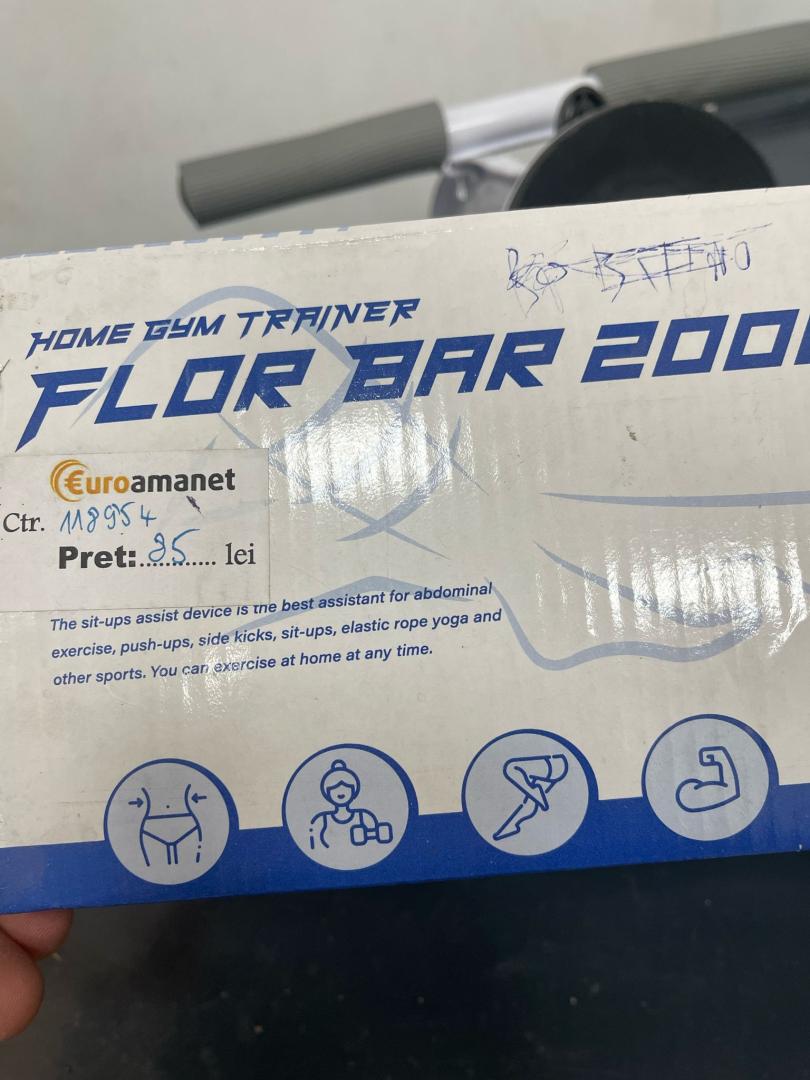 HOME GYM TRAINER
FLOR BAR 200
Euroamanet
Ctr. 118954
Pret:............ lei
The sit-ups assist device is the best assistant for abdominal
exercise, push-ups, side kicks, sit-ups, elastic rope yoga and
other sports. You can exercise at home at any time.